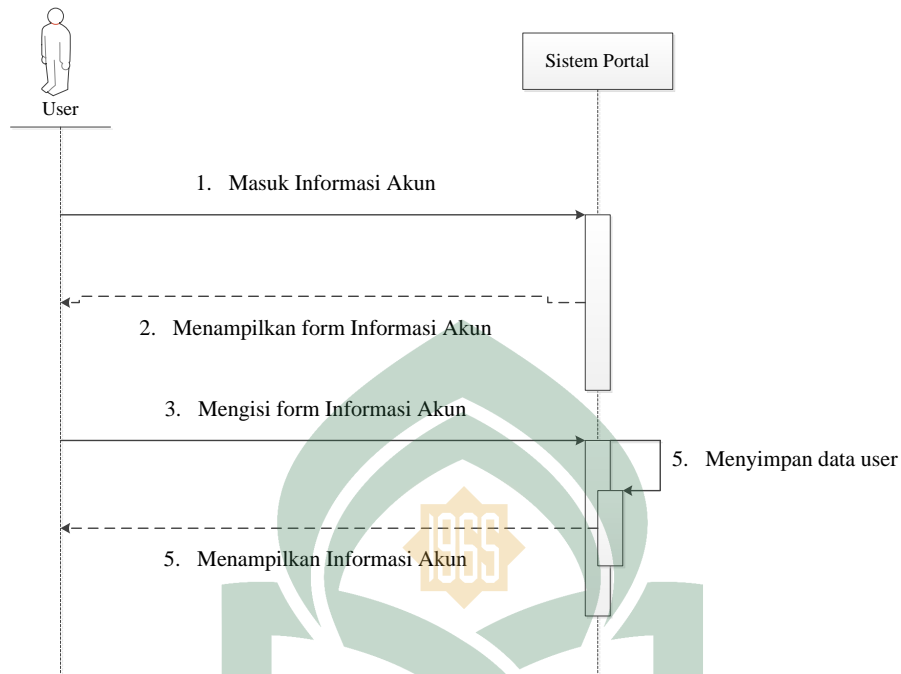 User
Sistem Portal
1. Masuk Informasi Akun
2. Menampilkan form Informasi Akun
3. Mengisi form Informasi Akun
5. Menyimpan data user
5. Menampilkan Informasi Akun
1965